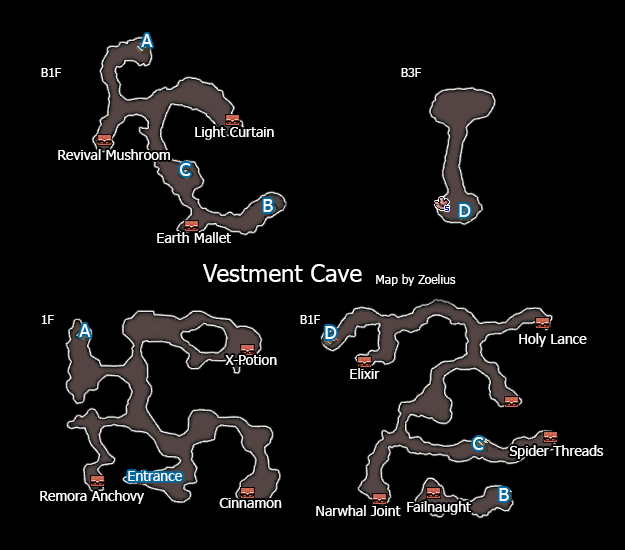 A
B1F
B3F
Light Curtain
Revival Mushroom
C
B
D
S
Earth Mallet
Vestment Cave
Map by Zoelius
1F
A
B1F
D
Holy Lance
X-Potion
Elixir
C
Spider Threads
Entrance
Remora Anchovy
Cinnamon
B
Narwhal Joint
Failnaught